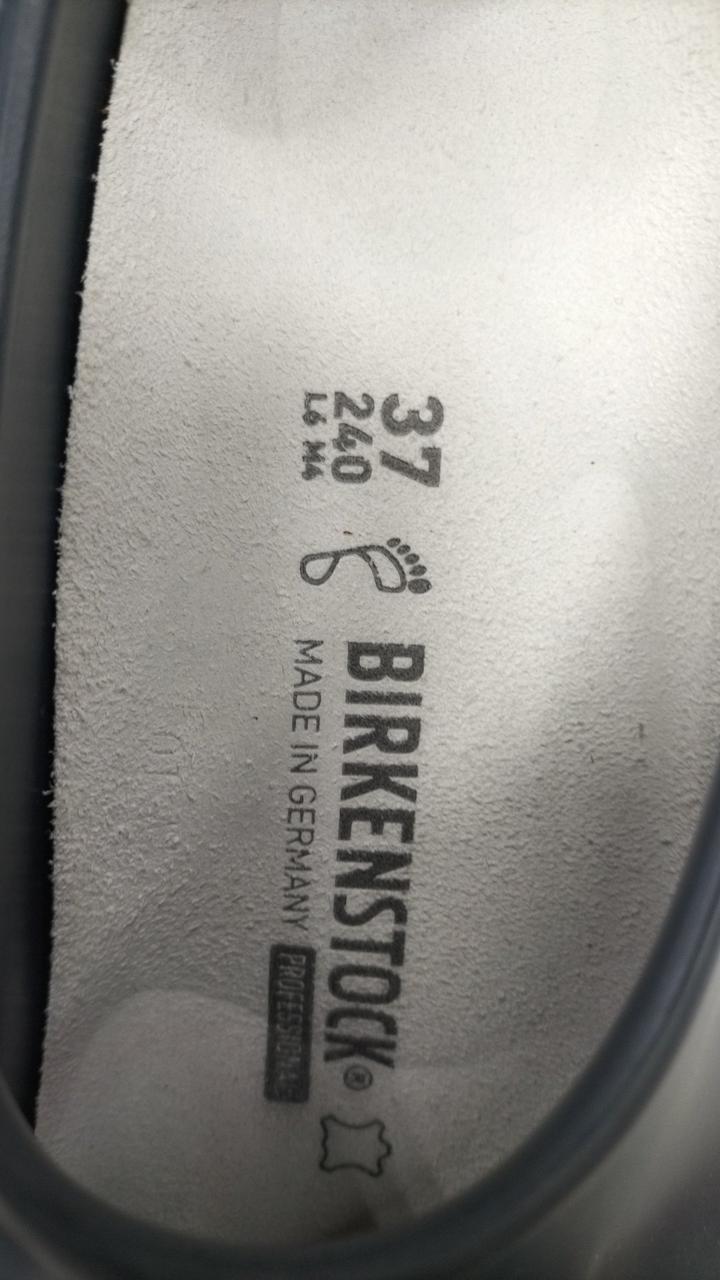 37
240
L6 M4
BIRKENSTOCK®
MADE IN GERMANY PROFESSIONAL